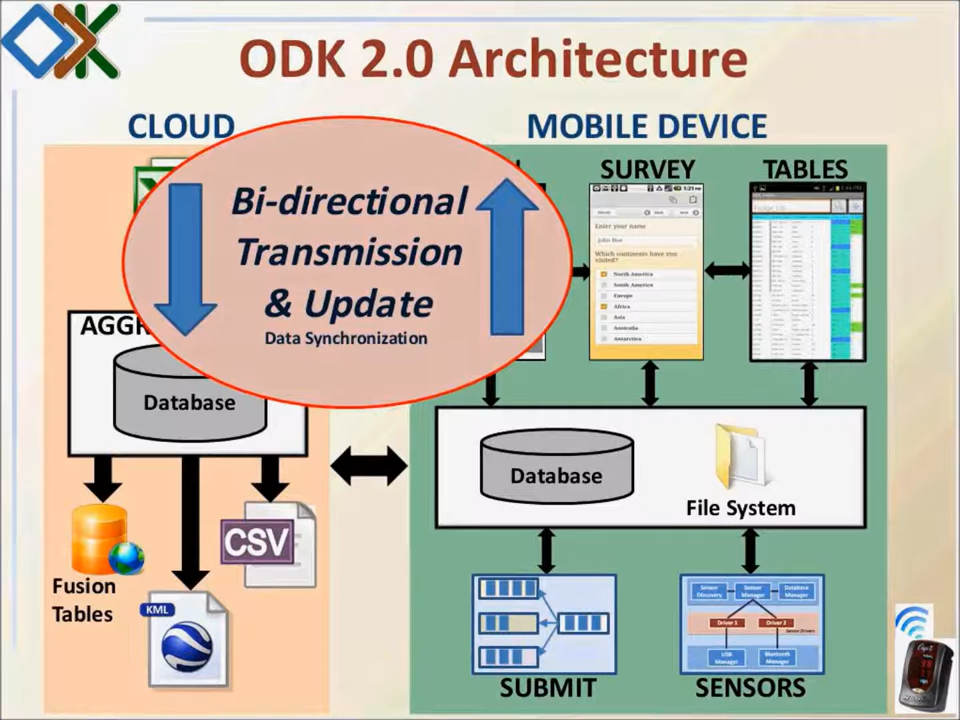 ODK 2.0 Architecture
CLOUD
MOBILE DEVICE
Bi-directional
Transmission
& Update
Data Synchronization
SURVEY
TABLES
Enter your name
John Doe
Which continents have you
visited?
North America
South America
Europe
Africa
Asia
Australia
Antarctica
AGGR
Database
Database
File System
Fusion
Tables
KML
CSV
SUBMIT
Sensor
Discovery
Sensor
Manager
Database
Manager
Driver 1
Driver 2
Sensor Drivers
USB
Manager
Bluetooth
Manager
SENSORS